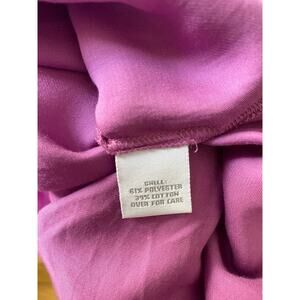 SHELL:
61% POLYESTER
39% COTTON
OVER FOR CARE